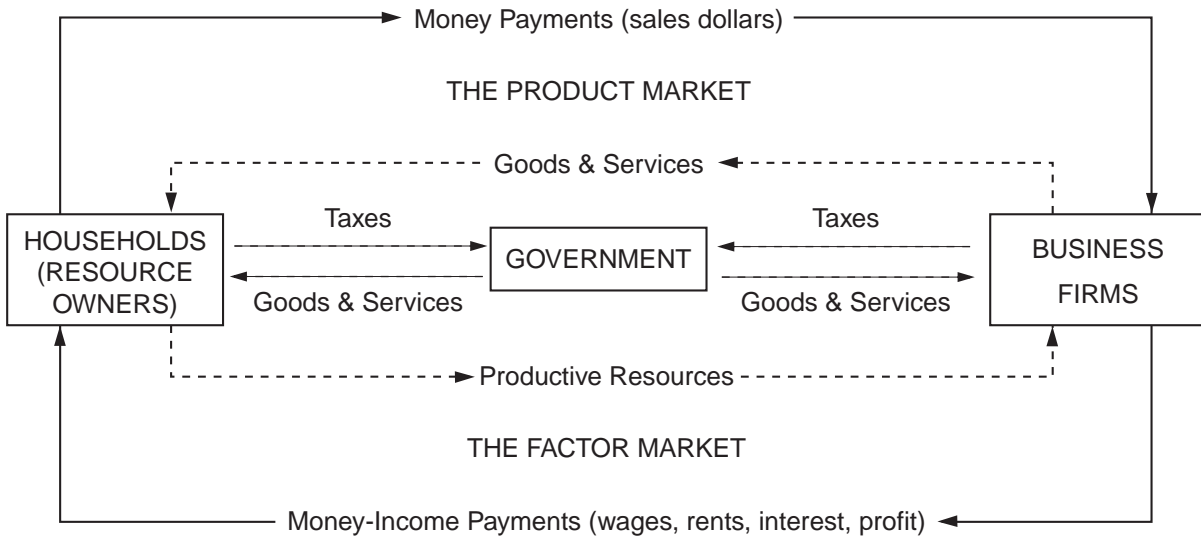 Money Payments (sales dollars)
THE PRODUCT MARKET
Goods & Services
Taxes
Taxes
HOUSEHOLDS
(RESOURCE
OWNERS)
GOVERNMENT
BUSINESS
FIRMS
Goods & Services
Goods & Services
Productive Resources
THE FACTOR MARKET
Money-Income Payments (wages, rents, interest, profit)